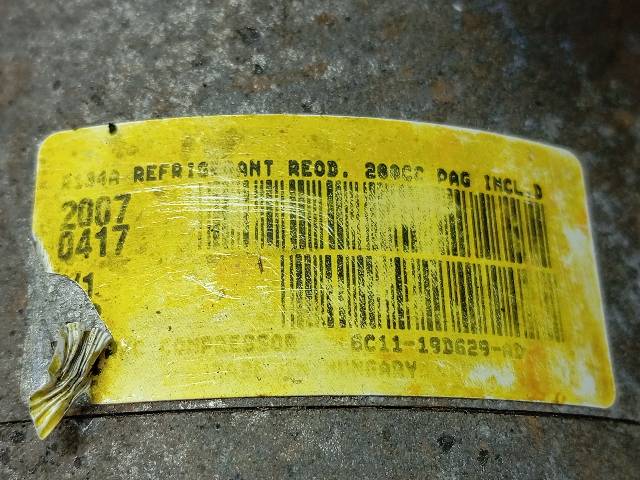 R134A REFRIGERANT REQD. 200CC PAG INCL.D
2007
0417
COMPRESSOR 6C11-19D629-AD
HUNGARY